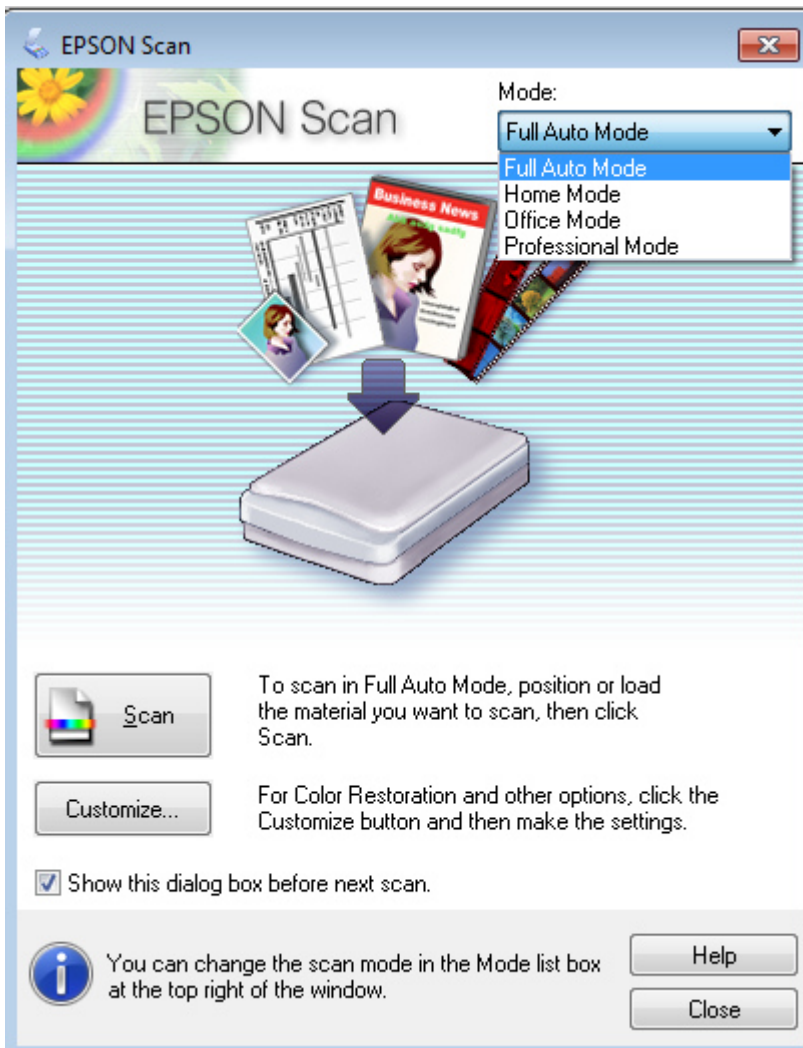 EPSON Scan
EPSON Scan
Mode:
Full Auto Mode
Full Auto Mode
Home Mode
Office Mode
Professional Mode
Business News
Scan
To scan in Full Auto Mode, position or load
the material you want to scan, then click
Scan.
Customize...
For Color Restoration and other options, click the
Customize button and then make the settings.
Show this dialog box before next scan.
You can change the scan mode in the Mode list box
at the top right of the window.
Help
Close